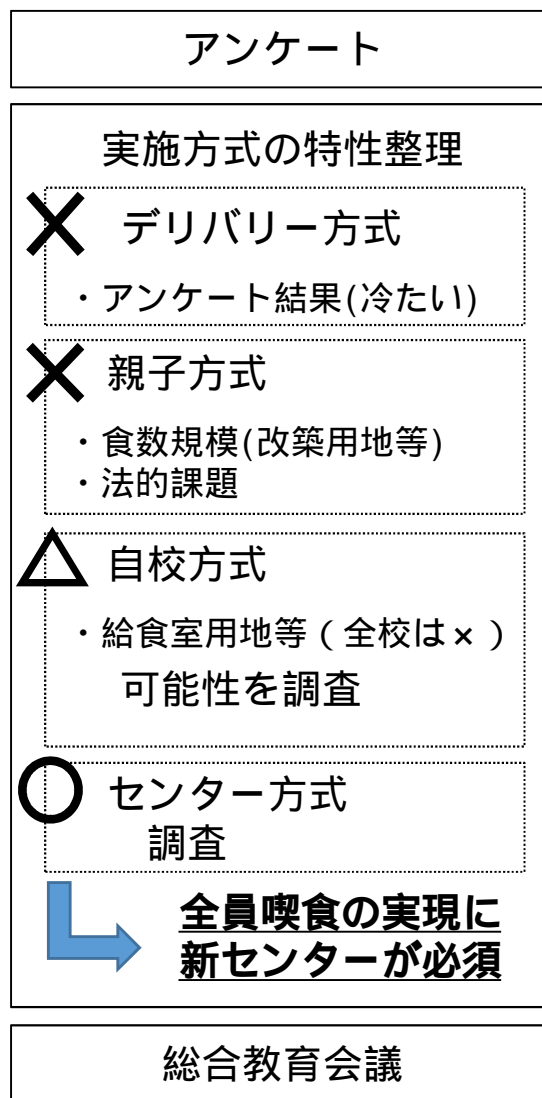 アンケート
実施方式の特性整理
× デリバリー方式
・アンケート結果(冷たい)
× 親子方式
・食数規模(改築用地等)
・法的課題
△ 自校方式
・給食室用地等（全校は×）
可能性を調査
○ センター方式
調査
全員喫食の実現に
新センターが必須
総合教育会議